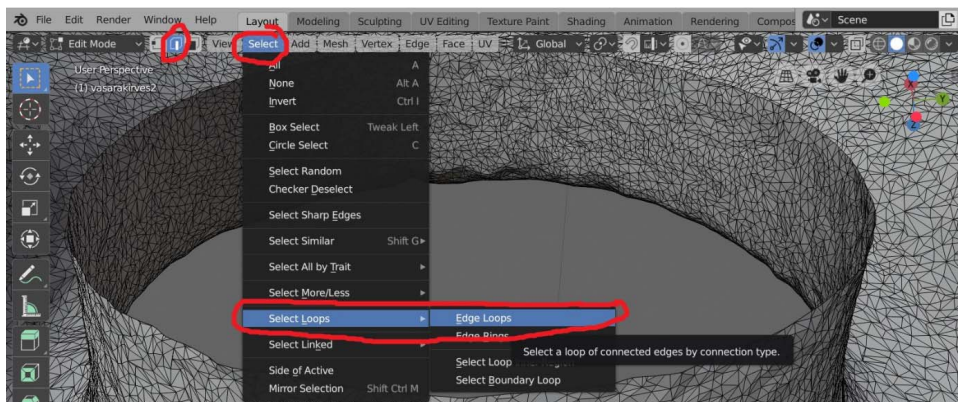 File Edit Render Window Help Layout Modeling Sculpting UV Editing Texture Paint Shading Animation Rendering Compos Scene
Edit Mode View Select Add Mesh Vertex Edge Face UV Global
User Perspective
(1) vasarakirves2
All A
None Alt A
Invert Ctrl I
Box Select Tweak Left
Circle Select C
Select Random
Checker Deselect
Select Sharp Edges
Select Similar Shift G
Select All by Trait
Select More/Less
Select Loops Edge Loops
Edge Rings
Select Linked
Select a loop of connected edges by connection type.
Select Loop
Side of Active
Select Boundary Loop
Mirror Selection Shift Ctrl M
X
Y
Z